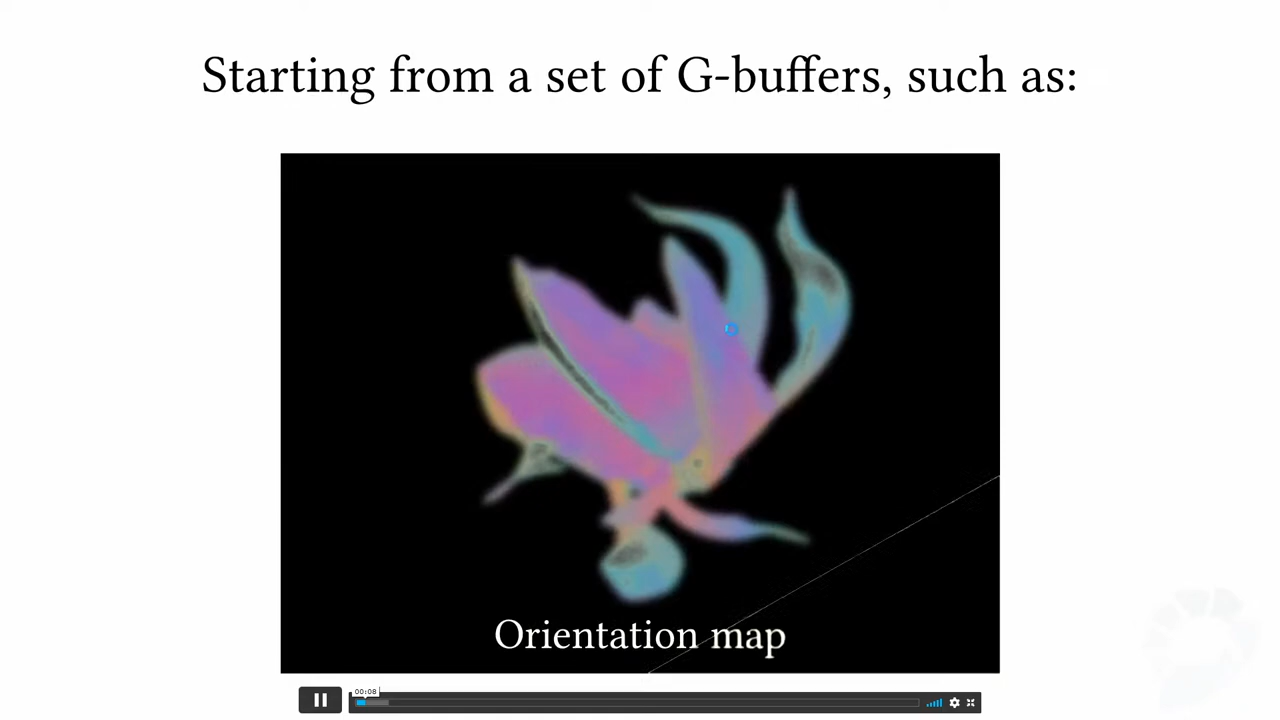 Starting from a set of G-buffers, such as:
Orientation map
00:08